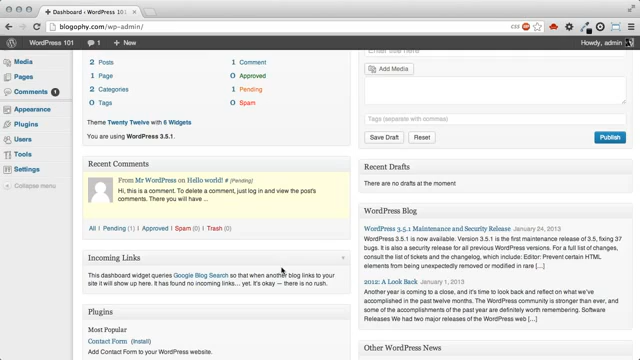 Dashboard ‹ WordPress 101
blogophy.com/wp-admin/
CSS
WordPress 101
1
+ New
Howdy, admin
Media
Pages
Comments 1
Appearance
Plugins
Users
Tools
Settings
Collapse menu
2 Posts
1 Comment
1 Page
0 Approved
2 Categories
1 Pending
0 Tags
0 Spam
Theme Twenty Twelve with 6 Widgets
You are using WordPress 3.5.1.
Recent Comments
From Mr WordPress on Hello world! # [Pending]
Hi, this is a comment. To delete a comment, just log in and view the post's
comments. There you will have ...
All | Pending (1) | Approved | Spam (0) | Trash (0)
Incoming Links
This dashboard widget queries Google Blog Search so that when another blog links to your
site it will show up here. It has found no incoming links… yet. It's okay — there is no rush.
Plugins
Most Popular
Contact Form (Install)
Add Contact Form to your WordPress website.
Enter title here
Add Media
Tags (separate with commas)
Save Draft
Reset
Publish
Recent Drafts
There are no drafts at the moment
WordPress Blog
WordPress 3.5.1 Maintenance and Security Release January 24, 2013
WordPress 3.5.1 is now available. Version 3.5.1 is the first maintenance release of 3.5, fixing 37
bugs. It is also a security release for all previous WordPress versions. For a full list of changes,
consult the list of tickets and the changelog, which include: Editor: Prevent certain HTML
elements from being unexpectedly removed or modified in rare […]
2012: A Look Back January 1, 2013
Another year is coming to a close, and it's time to look back and reflect on what we've
accomplished in the past twelve months. The WordPress community is stronger than ever, and
some of the accomplishments of the past year are definitely worth remembering. Software
Releases We had two major releases of the WordPress web […]
Other WordPress News